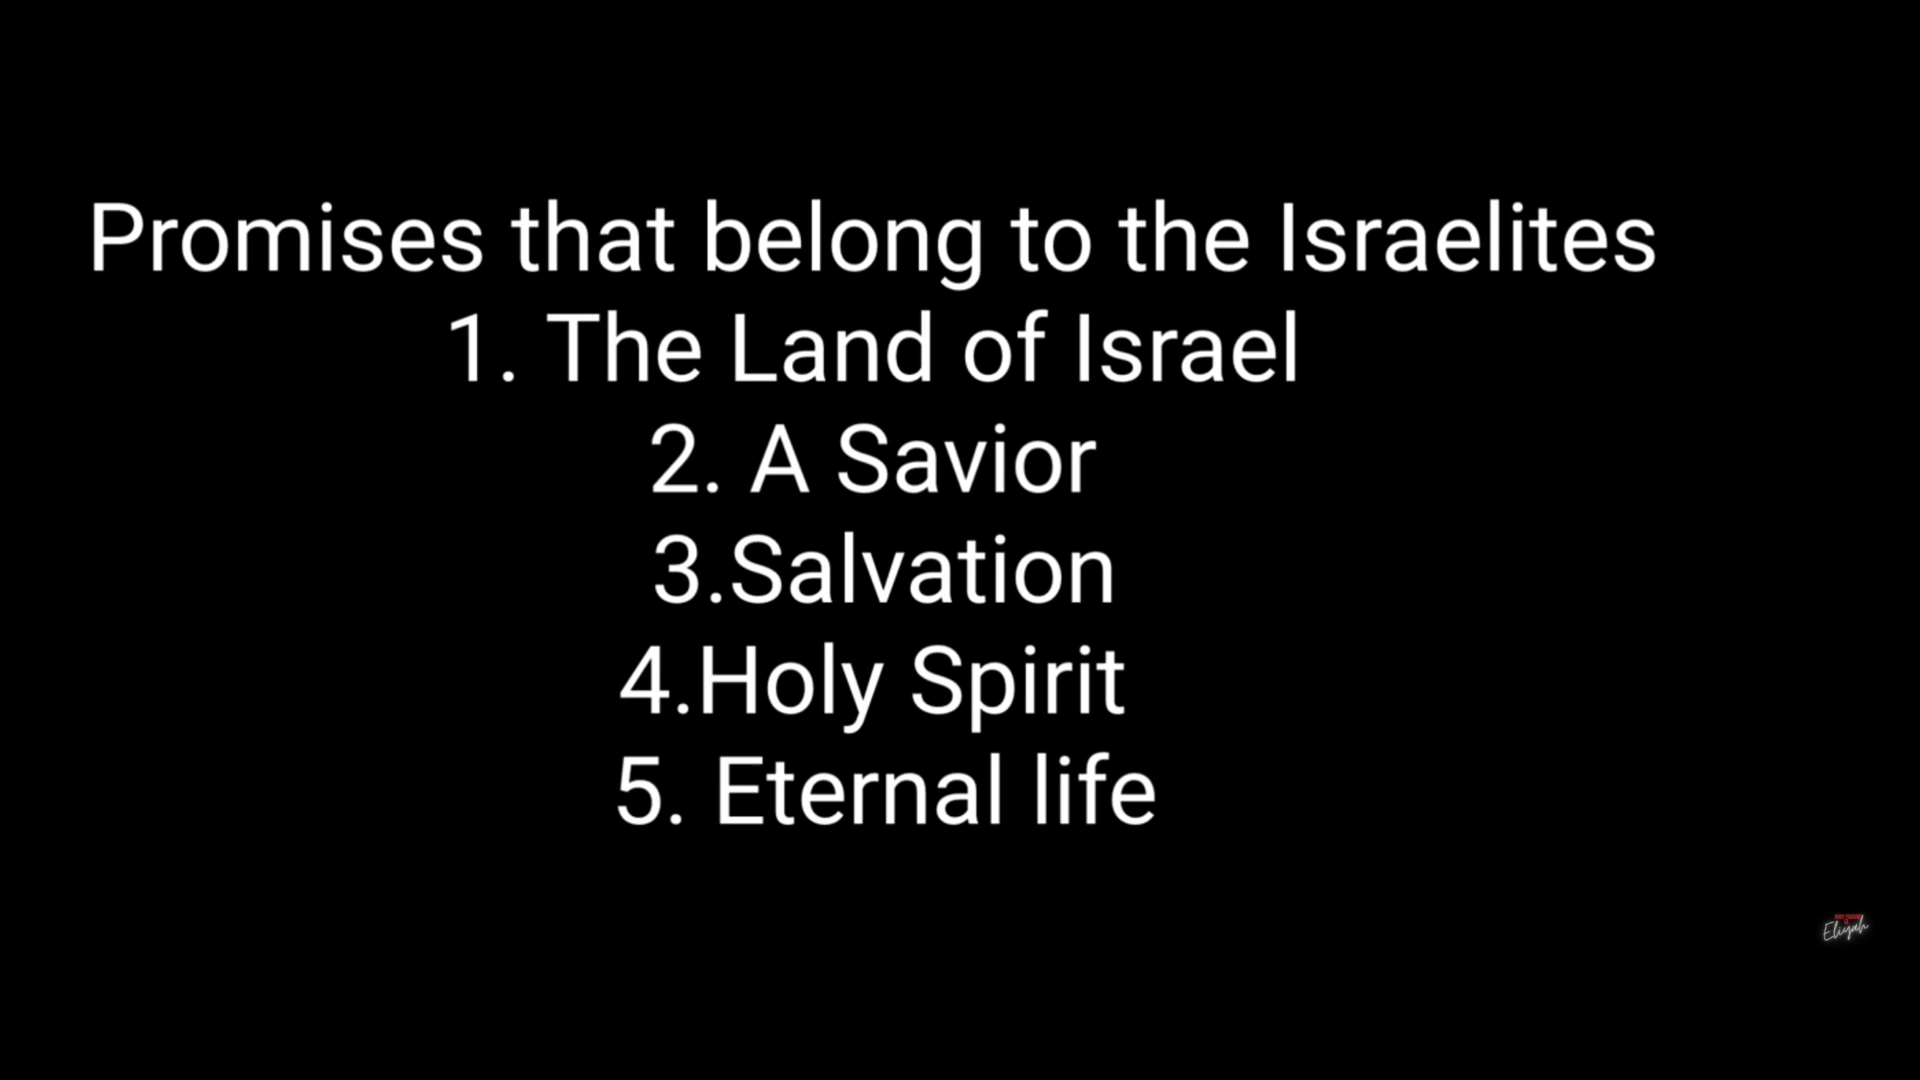 Promises that belong to the Israelites
1. The Land of Israel
2. A Savior
3.Salvation
4.Holy Spirit
5. Eternal life
Eliyah